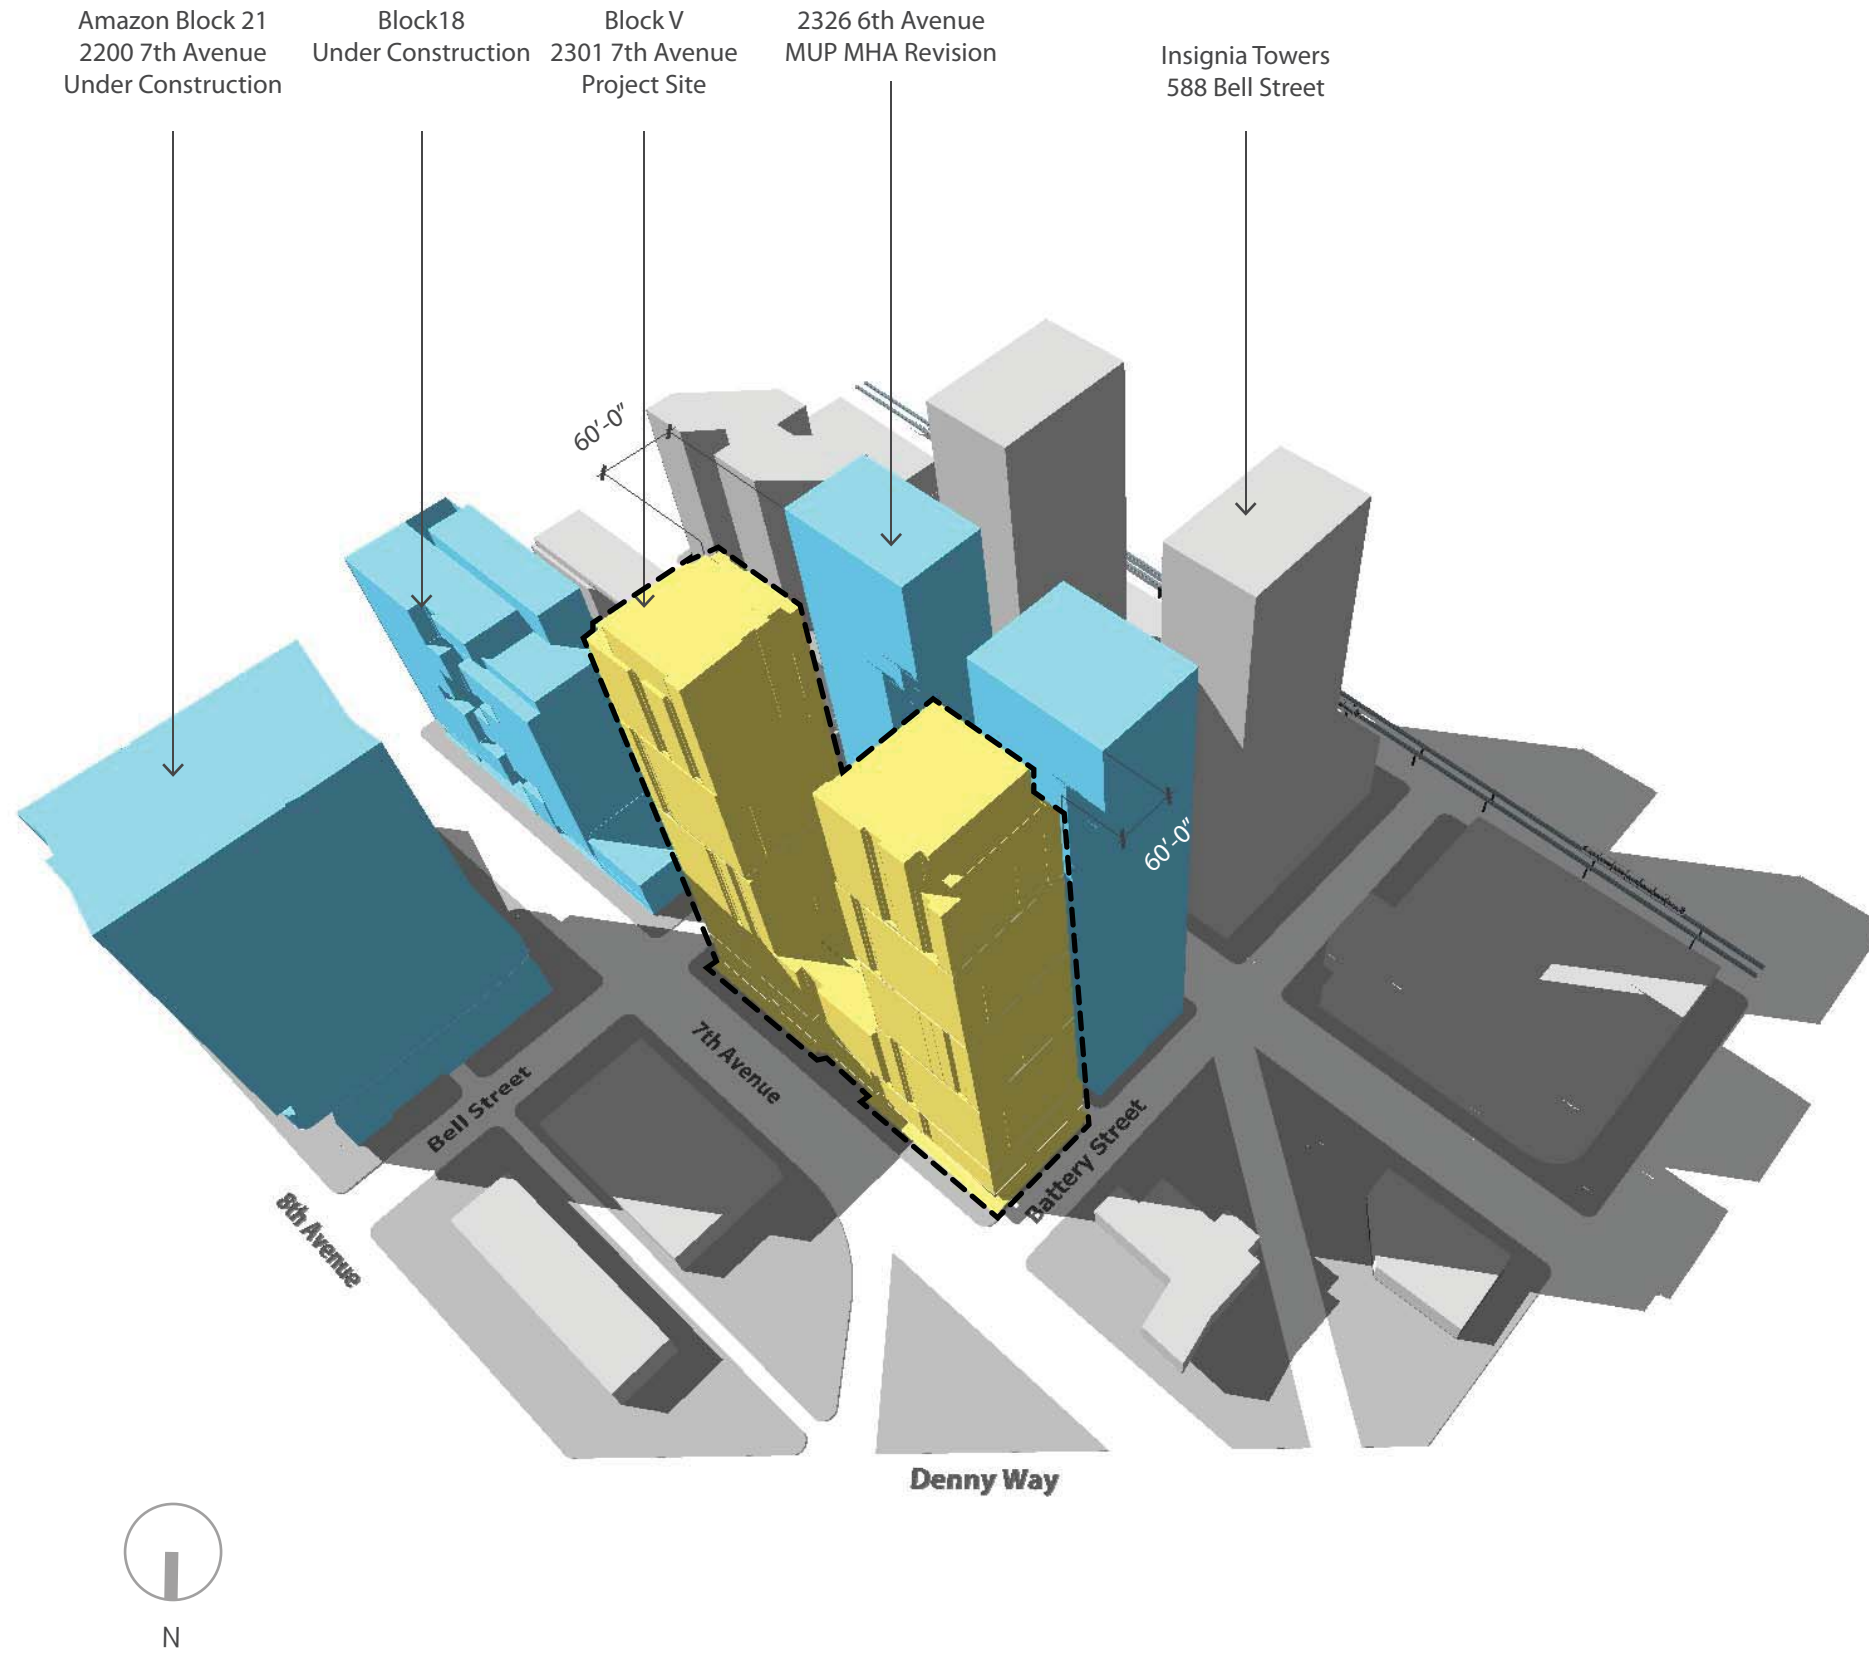 Amazon Block 21
2200 7th Avenue
Under Construction
Block18
Under Construction
Block V
2301 7th Avenue
Project Site
2326 6th Avenue
MUP MHA Revision
Insignia Towers
588 Bell Street
60'-0"
60'-0"
7th Avenue
Bell Street
Battery Street
8th Avenue
Denny Way
N